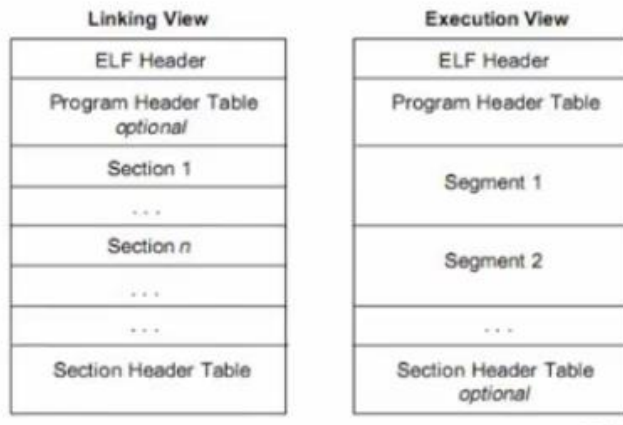 Linking View
ELF Header
Program Header Table
optional
Section 1
. . .
Section n
. . .
. . .
Section Header Table
Execution View
ELF Header
Program Header Table
Segment 1
Segment 2
. . .
Section Header Table
optional